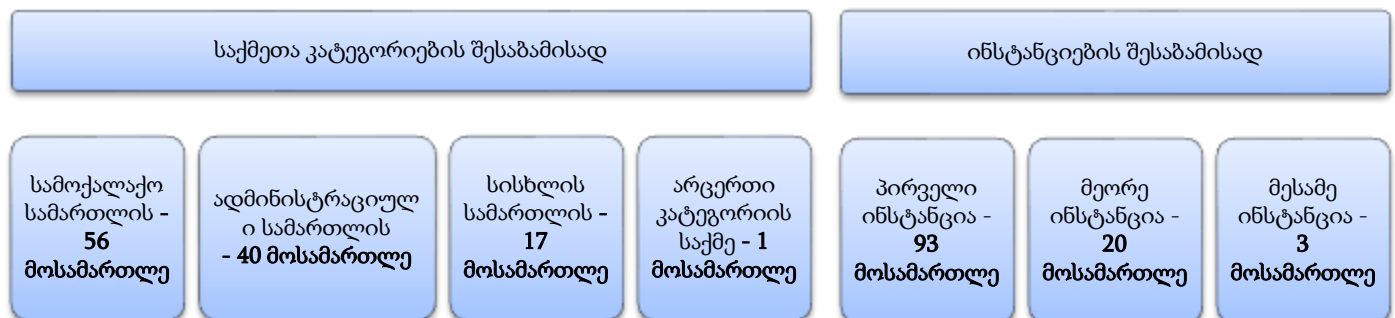 საქმეთა კატეგორიების შესაბამისად
ინსტანციების შესაბამისად
სამოქალაქო
სამართლის -
56
მოსამართლე
ადმინისტრაციულ
ი სამართლის
- 40 მოსამართლე
სისხლის
სამართლის -
17
მოსამართლე
არცერთი
კატეგორიის
საქმე - 1
მოსამართლე
პირველი
ინსტანცია -
93
მოსამართლე
მეორე
ინსტანცია -
20
მოსამართლე
მესამე
ინსტანცია -
3
მოსამართლე